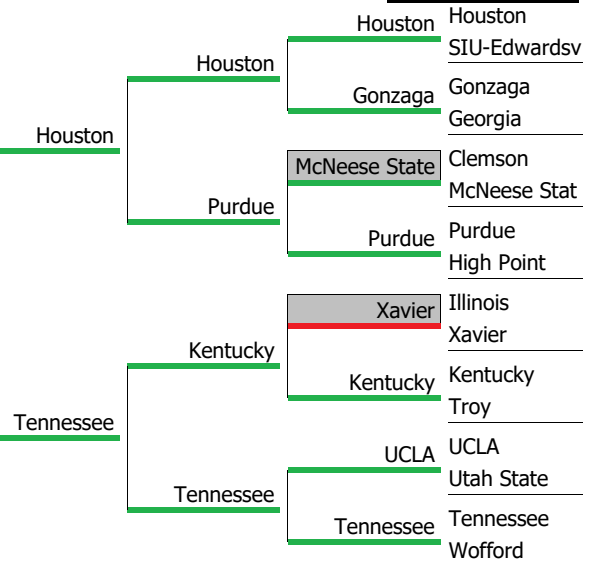 Houston
Houston
SIU-Edwardsv
Houston
Gonzaga
Gonzaga
Georgia
Houston
McNeese State
Clemson
McNeese Stat
Purdue
Purdue
Purdue
High Point
Xavier
Illinois
Xavier
Kentucky
Kentucky
Kentucky
Troy
Tennessee
UCLA
UCLA
Utah State
Tennessee
Tennessee
Tennessee
Wofford